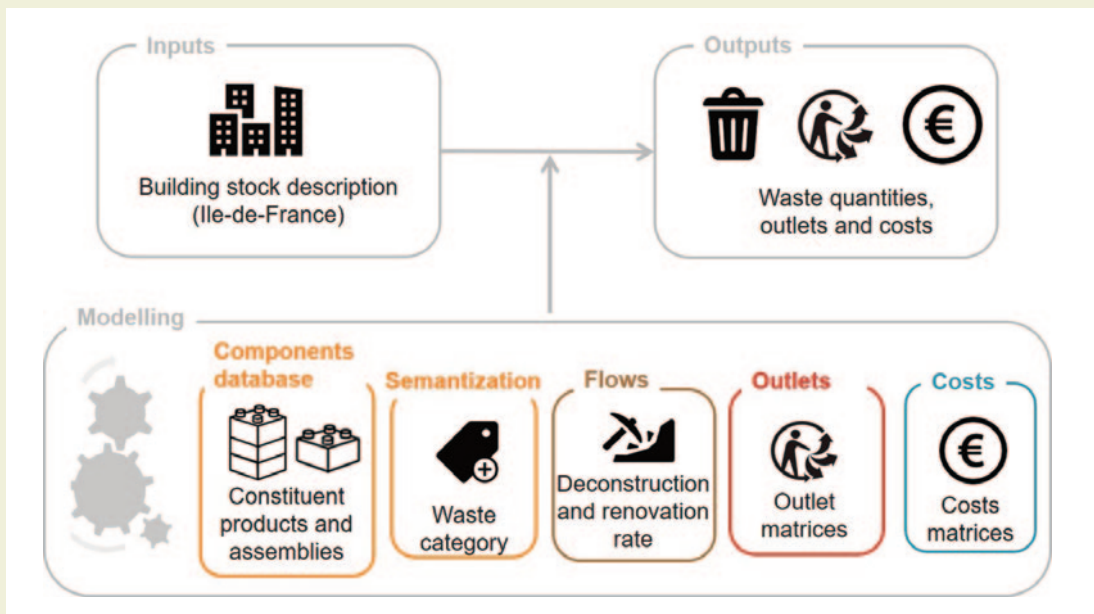 Inputs
Building stock description
(Ile-de-France)
Outputs
€
Waste quantities,
outlets and costs
Modelling
Components
database
Constituent
products and
assemblies
Semantization
Waste
category
Flows
Deconstruction
and renovation
rate
Outlets
Outlet
matrices
Costs
€
Costs
matrices